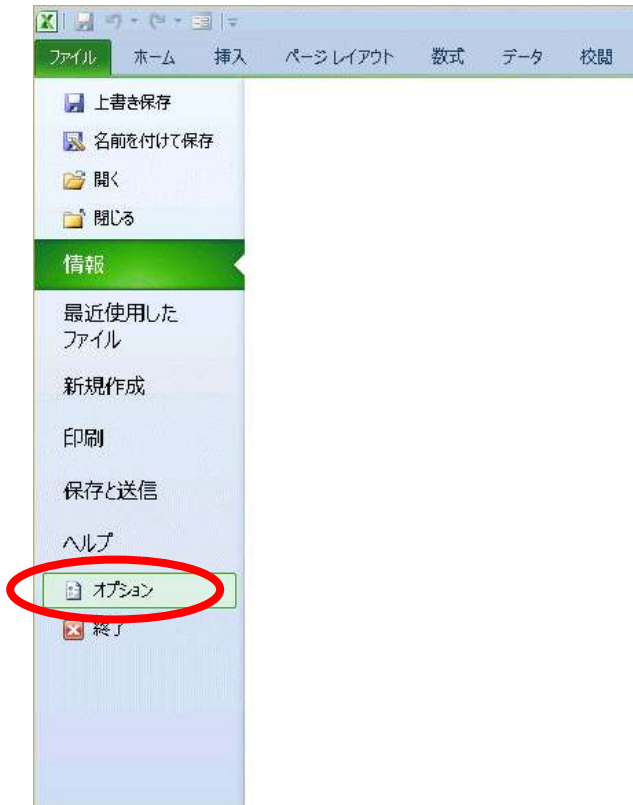 ファイル ホーム 挿入 ページ レイアウト 数式 データ 校閲
上書き保存
名前を付けて保存
開く
閉じる
情報
最近使用した
ファイル
新規作成
印刷
保存と送信
ヘルプ
オプション
終了